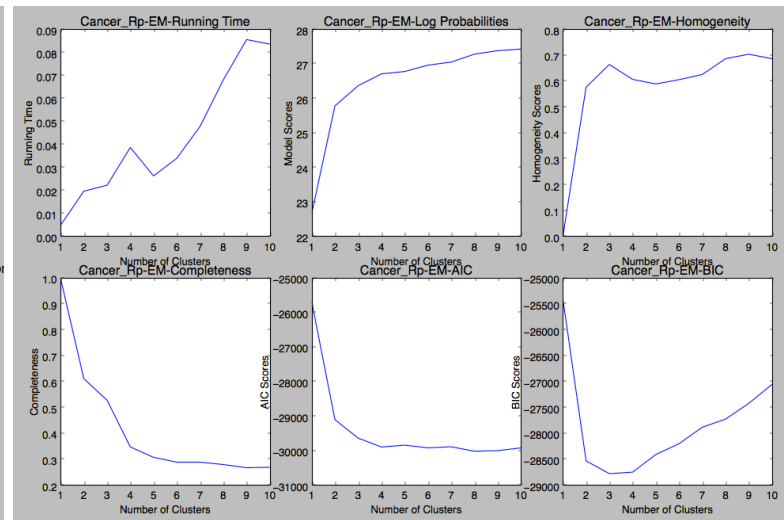 Cancer_Rp-EM-Running Time
Running Time
0.09
0.08
0.07
0.06
0.05
0.04
0.03
0.02
0.01
0.00
1 2 3 4 5 6 7 8 9 10
Number of Clusters
Cancer_Rp-EM-Log Probabilities
Model Scores
28
27
26
25
24
23
22
1 2 3 4 5 6 7 8 9 10
Number of Clusters
Cancer_Rp-EM-Homogeneity
Homogeneity Scores
0.8
0.7
0.6
0.5
0.4
0.3
0.2
0.1
0.0
1 2 3 4 5 6 7 8 9 10
Number of Clusters
or
Cancer_Rp-EM-Completeness
Completeness
1.0
0.9
0.8
0.7
0.6
0.5
0.4
0.3
0.2
1 2 3 4 5 6 7 8 9 10
Number of Clusters
Cancer_Rp-EM-AIC
AIC Scores
-25000
-26000
-27000
-28000
-29000
-30000
-31000
1 2 3 4 5 6 7 8 9 10
Number of Clusters
Cancer_Rp-EM-BIC
BIC Scores
-25000
-25500
-26000
-26500
-27000
-27500
-28000
-28500
-29000
1 2 3 4 5 6 7 8 9 10
Number of Clusters